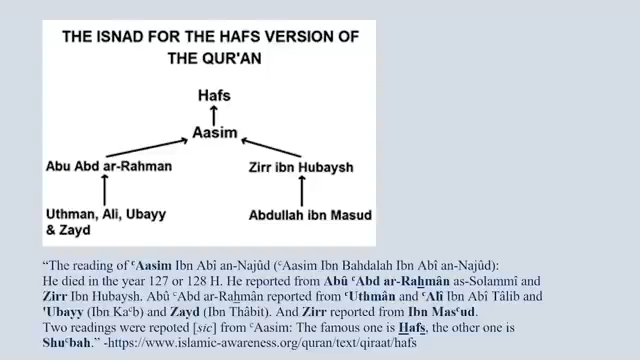 THE ISNAD FOR THE HAFS VERSION OF
THE QUR'AN
Hafs
Aasim
Abu Abd ar-Rahman
Zirr ibn Hubaysh
Uthman, Ali, Ubayy
& Zayd
Abdullah ibn Masud
“The reading of ʿAasim Ibn Abî an-Najûd (ʿAasim Ibn Bahdalah Ibn Abî an-Najûd):
He died in the year 127 or 128 H. He reported from Abû ʿAbd ar-Rahmân as-Solammî and
Zirr Ibn Hubaysh. Abû ʿAbd ar-Rahmân reported from ʿUthmân and ʿAlî Ibn Abî Tâlib and
'Ubayy (Ibn Kaʿb) and Zayd (Ibn Thâbit). And Zirr reported from Ibn Masʿud.
Two readings were repoted [sic] from ʿAasim: The famous one is Hafs, the other one is
Shuʿbah.” -https://www.islamic-awareness.org/quran/text/qiraat/hafs